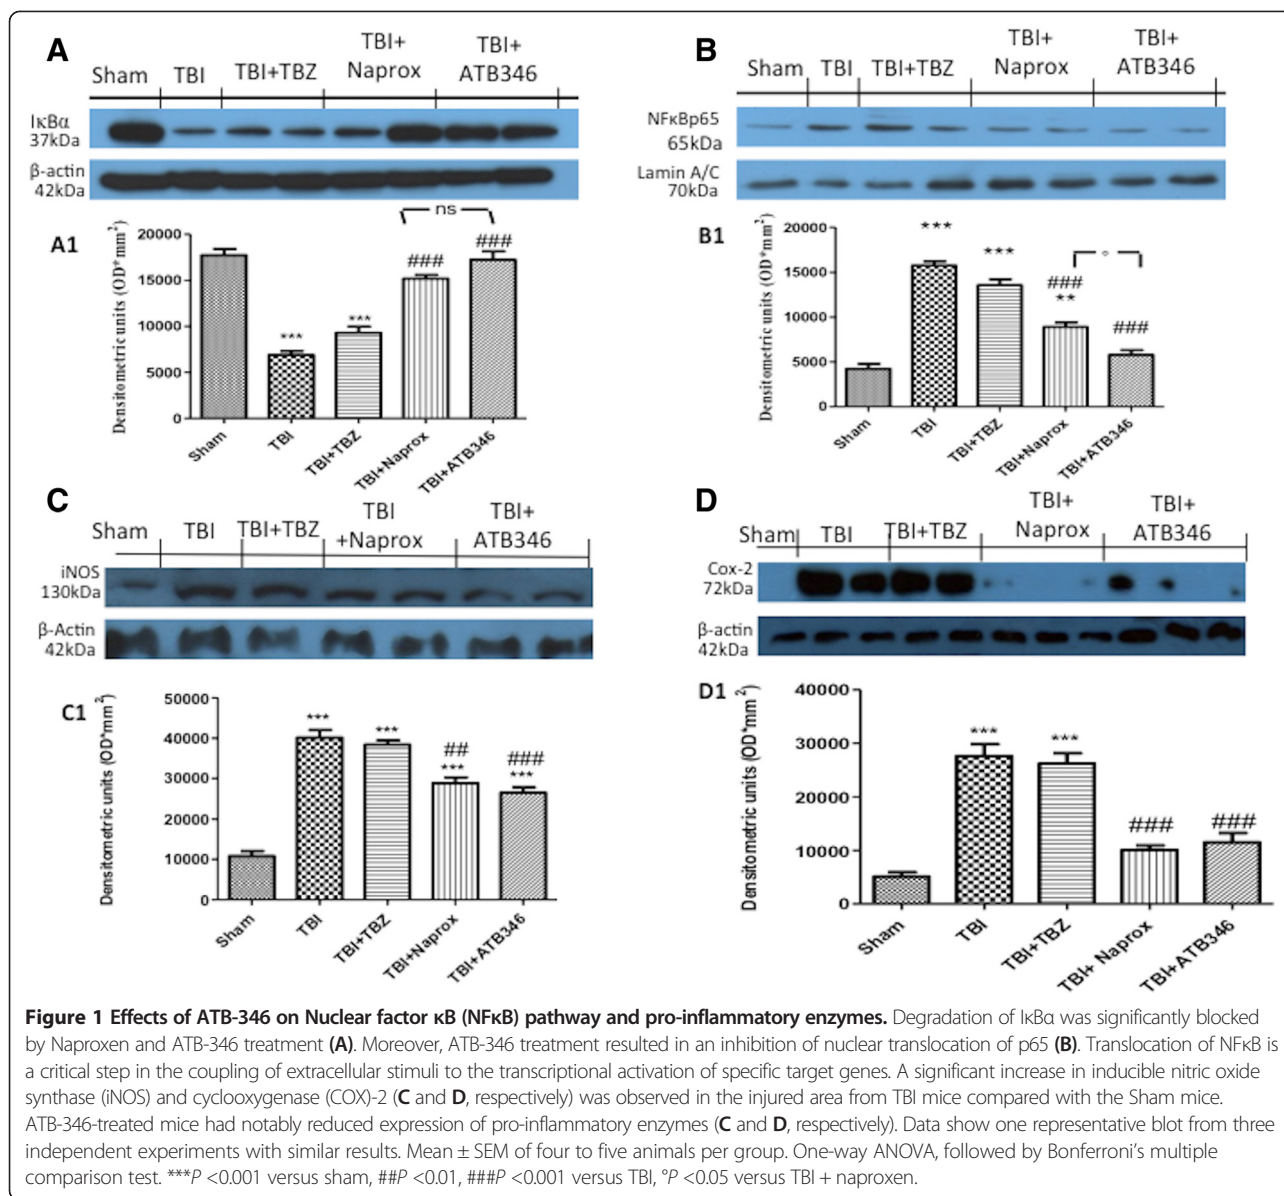 A
Sham TBI TBI+TBZ TBI+ Naprox TBI+ ATB346
IκBα
37kDa
β-actin
42kDa
A1
ns
Densitometric units (OD*mm2)
20000
15000
10000
5000
0
*** *** ### ###
Sham TBI TBI+TBZ TBI+Naprox TBI+ATB346
B
Sham TBI TBI+TBZ TBI+ Naprox TBI+ ATB346
NFκBp65
65kDa
Lamin A/C
70kDa
B1
Densitometric units (OD*mm2)
20000
15000
10000
5000
0
*** *** ### ** ° ###
Sham TBI TBI+TBZ TBI+Naprox TBI+ATB346
C
Sham TBI TBI+TBZ TBI +Naprox TBI+ ATB346
iNOS
130kDa
β-Actin
42kDa
C1
Densitometric units (OD*mm2)
50000
40000
30000
20000
10000
0
*** *** ## *** ### ***
Sham TBI TBI+TBZ TBI+Naprox TBI+ATB346
D
Sham TBI TBI+TBZ TBI+ Naprox TBI+ ATB346
Cox-2
72kDa
β-actin
42kDa
D1
Densitometric units (OD*mm2)
40000
30000
20000
10000
0
*** *** ### ###
Sham TBI TBI+TBZ TBI+ Naprox TBI+ATB346
Figure 1 Effects of ATB-346 on Nuclear factor κB (NFκB) pathway and pro-inflammatory enzymes. Degradation of IκBα was significantly blocked
by Naproxen and ATB-346 treatment (A). Moreover, ATB-346 treatment resulted in an inhibition of nuclear translocation of p65 (B). Translocation of NFκB is
a critical step in the coupling of extracellular stimuli to the transcriptional activation of specific target genes. A significant increase in inducible nitric oxide
synthase (iNOS) and cyclooxygenase (COX)-2 (C and D, respectively) was observed in the injured area from TBI mice compared with the Sham mice.
ATB-346-treated mice had notably reduced expression of pro-inflammatory enzymes (C and D, respectively). Data show one representative blot from three
independent experiments with similar results. Mean ± SEM of four to five animals per group. One-way ANOVA, followed by Bonferroni's multiple
comparison test. ***P <0.001 versus sham, ##P <0.01, ###P <0.001 versus TBI, °P <0.05 versus TBI + naproxen.